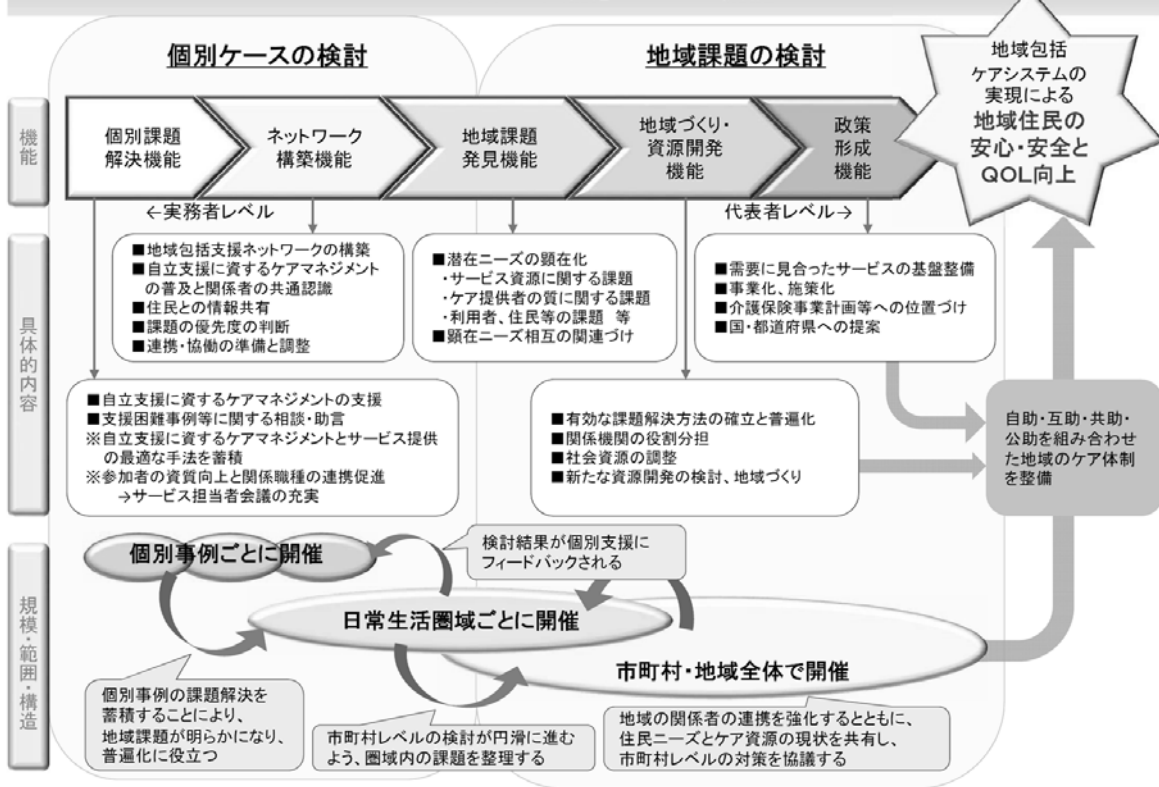 個別ケースの検討
地域課題の検討
地域包括
ケアシステムの
実現による
地域住民の
安心・安全と
QOL向上
機能
個別課題
解決機能
ネットワーク
構築機能
地域課題
発見機能
地域づくり・
資源開発
機能
政策
形成
機能
←実務者レベル
代表者レベル→
具体的内容
■地域包括支援ネットワークの構築
■自立支援に資するケアマネジメント
の普及と関係者の共通認識
■住民との情報共有
■課題の優先度の判断
■連携・協働の準備と調整
■潜在ニーズの顕在化
・サービス資源に関する課題
・ケア提供者の質に関する課題
・利用者、住民等の課題 等
■顕在ニーズ相互の関連づけ
■需要に見合ったサービスの基盤整備
■事業化、施策化
■介護保険事業計画等への位置づけ
■国・都道府県への提案
■自立支援に資するケアマネジメントの支援
■支援困難事例等に関する相談・助言
※自立支援に資するケアマネジメントとサービス提供
の最適な手法を蓄積
※参加者の資質向上と関係職種の連携促進
→サービス担当者会議の充実
■有効な課題解決方法の確立と普遍化
■関係機関の役割分担
■社会資源の調整
■新たな資源開発の検討、地域づくり
自助・互助・共助・
公助を組み合わせ
た地域のケア体制
を整備
規模・範囲・構造
個別事例ごとに開催
検討結果が個別支援に
フィードバックされる
日常生活圏域ごとに開催
市町村・地域全体で開催
個別事例の課題解決を
蓄積することにより、
地域課題が明らかになり、
普遍化に役立つ
市町村レベルの検討が円滑に進む
よう、圏域内の課題を整理する
地域の関係者の連携を強化するとともに、
住民ニーズとケア資源の現状を共有し、
市町村レベルの対策を協議する